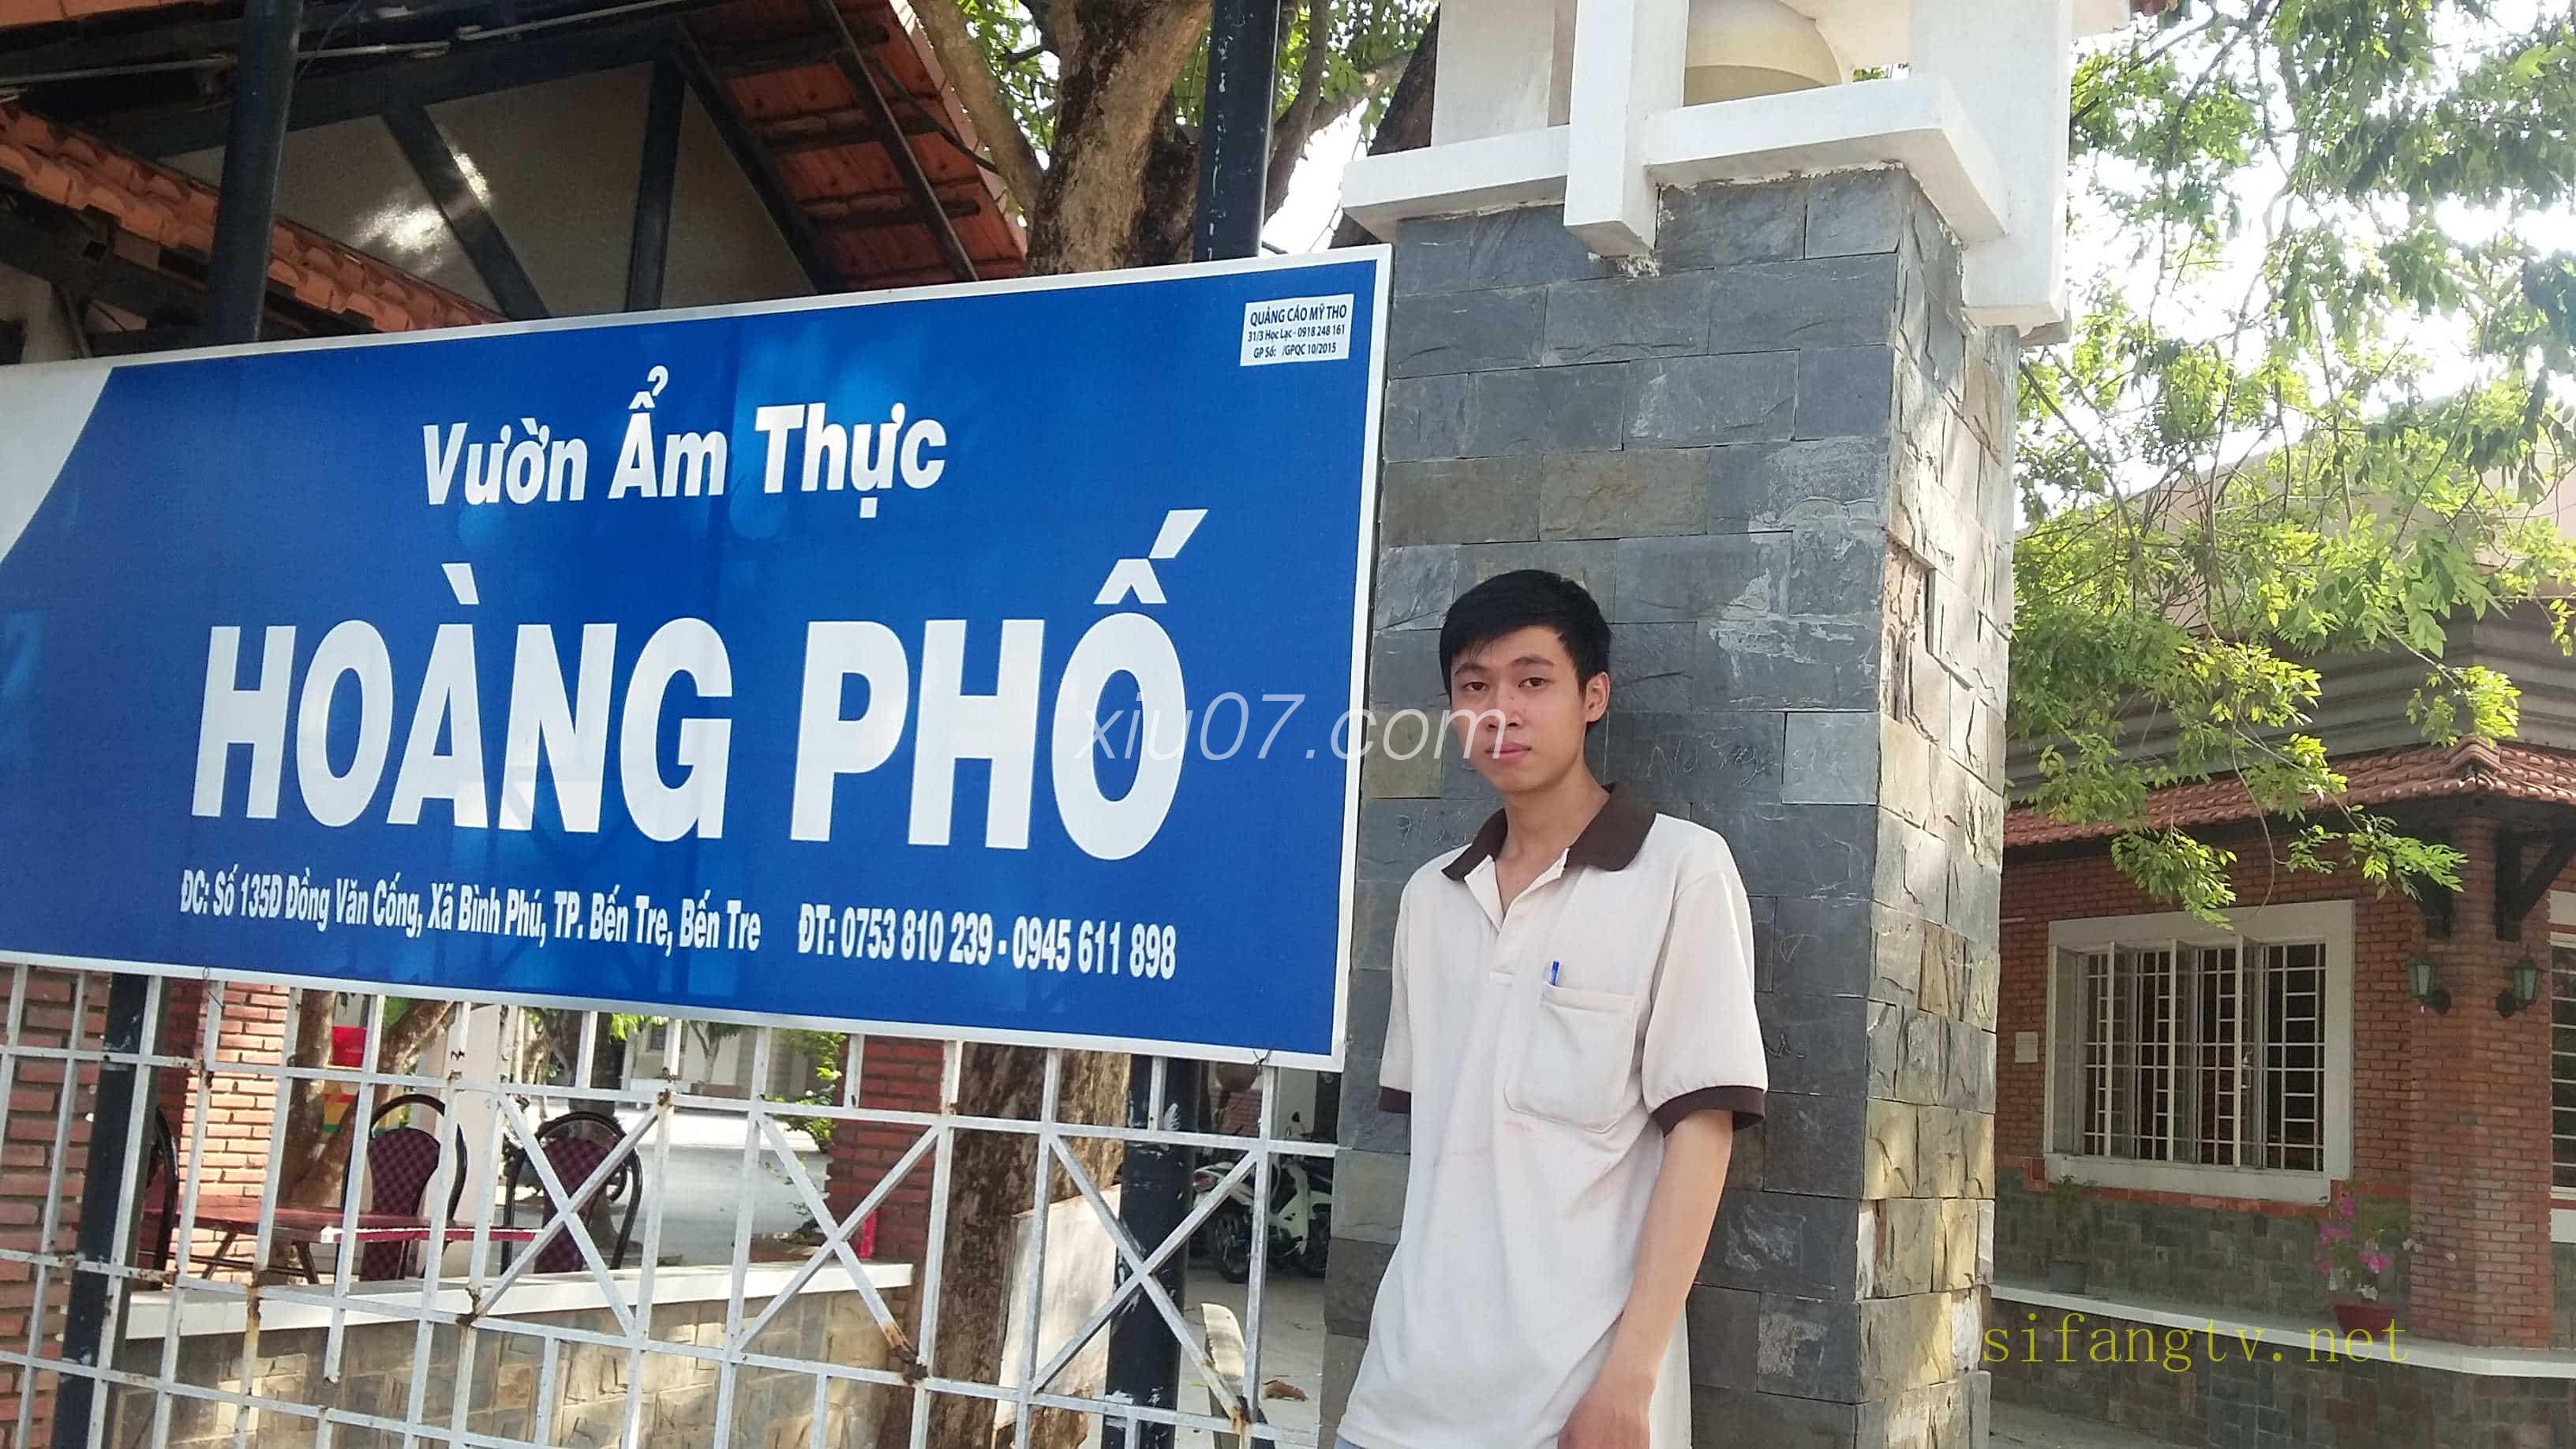 QUẢNG CÁO MỸ THO
31/3 Học Lạc - 0918 248 161
GP Số: /GPQC 10/2015
Vườn Ẩm Thực
HOÀNG PHỐ
ĐC: Số 135Đ Đồng Văn Cống, Xã Bình Phú, TP. Bến Tre, Bến Tre ĐT: 0753 810 239 - 0945 611 898
xiu07.com
sifangtv.net